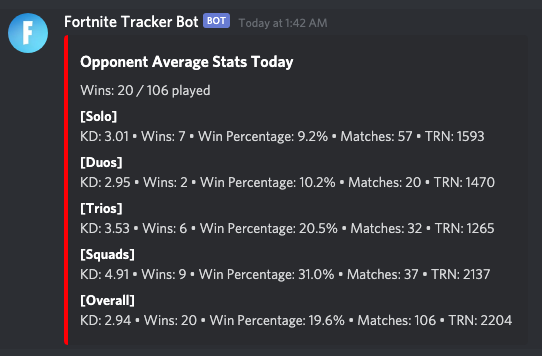 Fortnite Tracker Bot BOT Today at 1:42 AM
Opponent Average Stats Today
Wins: 20 / 106 played
[Solo]
KD: 3.01 • Wins: 7 • Win Percentage: 9.2% • Matches: 57 • TRN: 1593
[Duos]
KD: 2.95 • Wins: 2 • Win Percentage: 10.2% • Matches: 20 • TRN: 1470
[Trios]
KD: 3.53 • Wins: 6 • Win Percentage: 20.5% • Matches: 32 • TRN: 1265
[Squads]
KD: 4.91 • Wins: 9 • Win Percentage: 31.0% • Matches: 37 • TRN: 2137
[Overall]
KD: 2.94 • Wins: 20 • Win Percentage: 19.6% • Matches: 106 • TRN: 2204